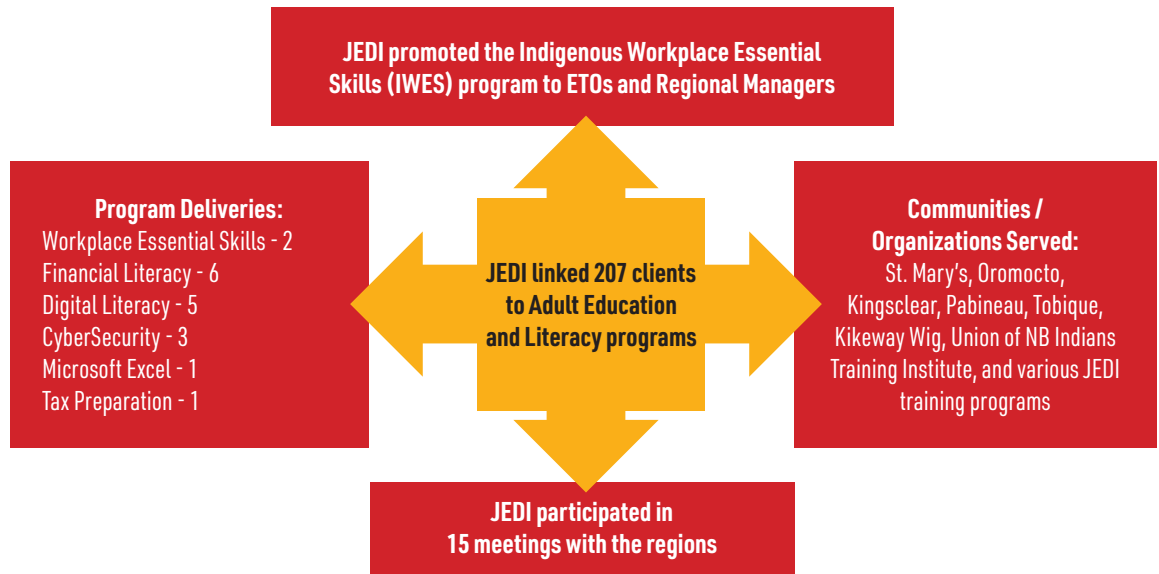 JEDI promoted the Indigenous Workplace Essential
Skills (IWES) program to ETOs and Regional Managers
Program Deliveries:
Workplace Essential Skills - 2
Financial Literacy - 6
Digital Literacy - 5
CyberSecurity - 3
Microsoft Excel - 1
Tax Preparation - 1
JEDI linked 207 clients
to Adult Education
and Literacy programs
Communities /
Organizations Served:
St. Mary’s, Oromocto,
Kingsclear, Pabineau, Tobique,
Kikeway Wig, Union of NB Indians
Training Institute, and various JEDI
training programs
JEDI participated in
15 meetings with the regions